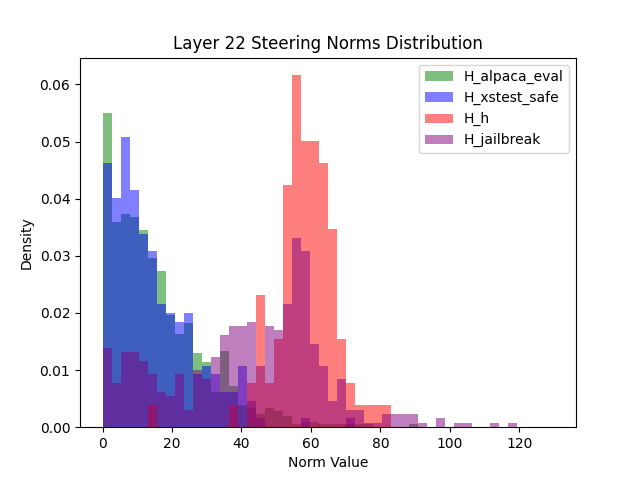 Layer 22 Steering Norms Distribution
H_alpaca_eval
H_xstest_safe
H_h
H_jailbreak
0.06
0.05
0.04
0.03
0.02
0.01
0.00
Density
0 20 40 60 80 100 120
Norm Value